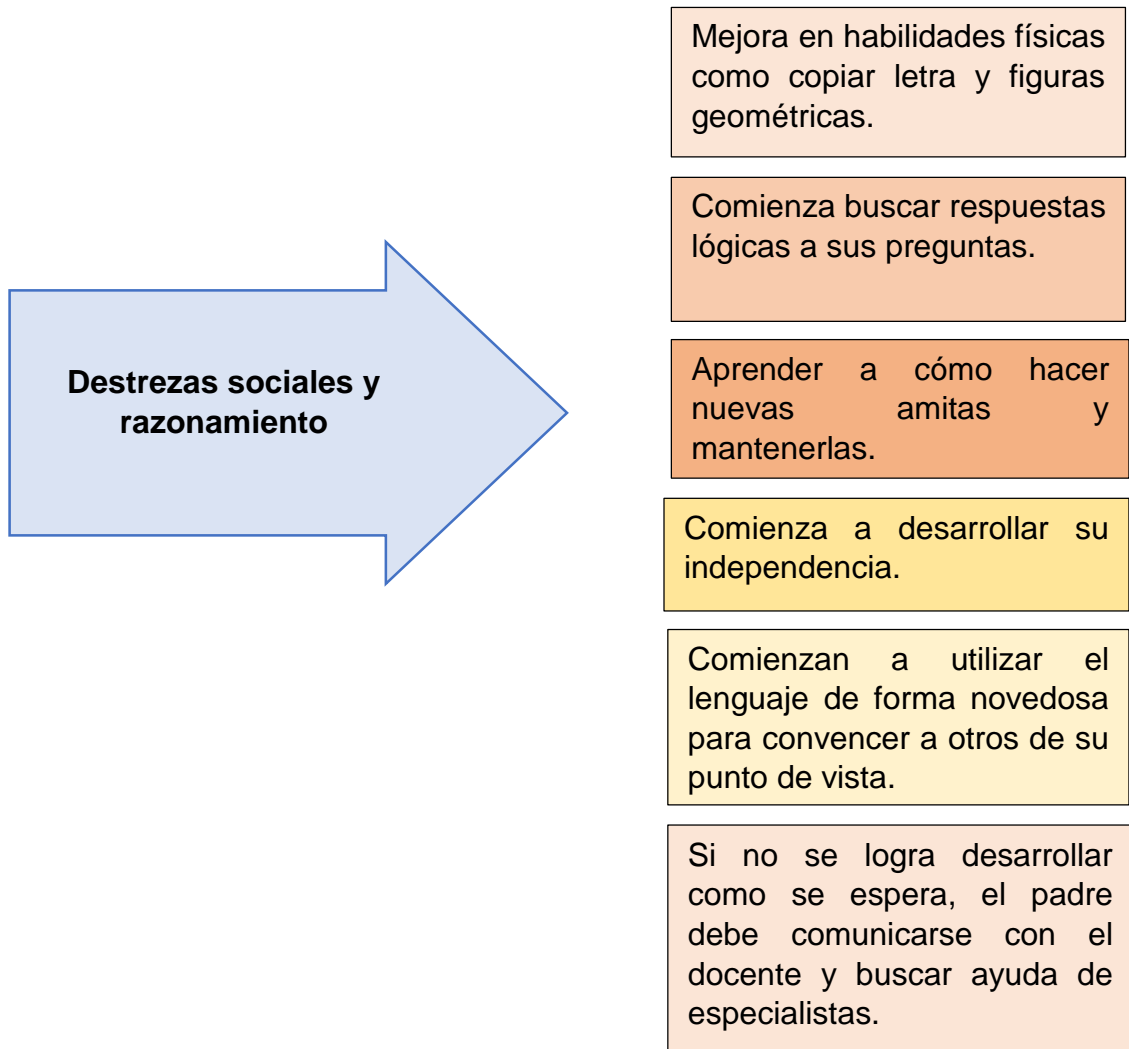 Destrezas sociales y
razonamiento
Mejora en habilidades físicas
como copiar letra y figuras
geométricas.
Comienza buscar respuestas
lógicas a sus preguntas.
Aprender a cómo hacer
nuevas amitas y
mantenerlas.
Comienza a desarrollar su
independencia.
Comienzan a utilizar el
lenguaje de forma novedosa
para convencer a otros de su
punto de vista.
Si no se logra desarrollar
como se espera, el padre
debe comunicarse con el
docente y buscar ayuda de
especialistas.